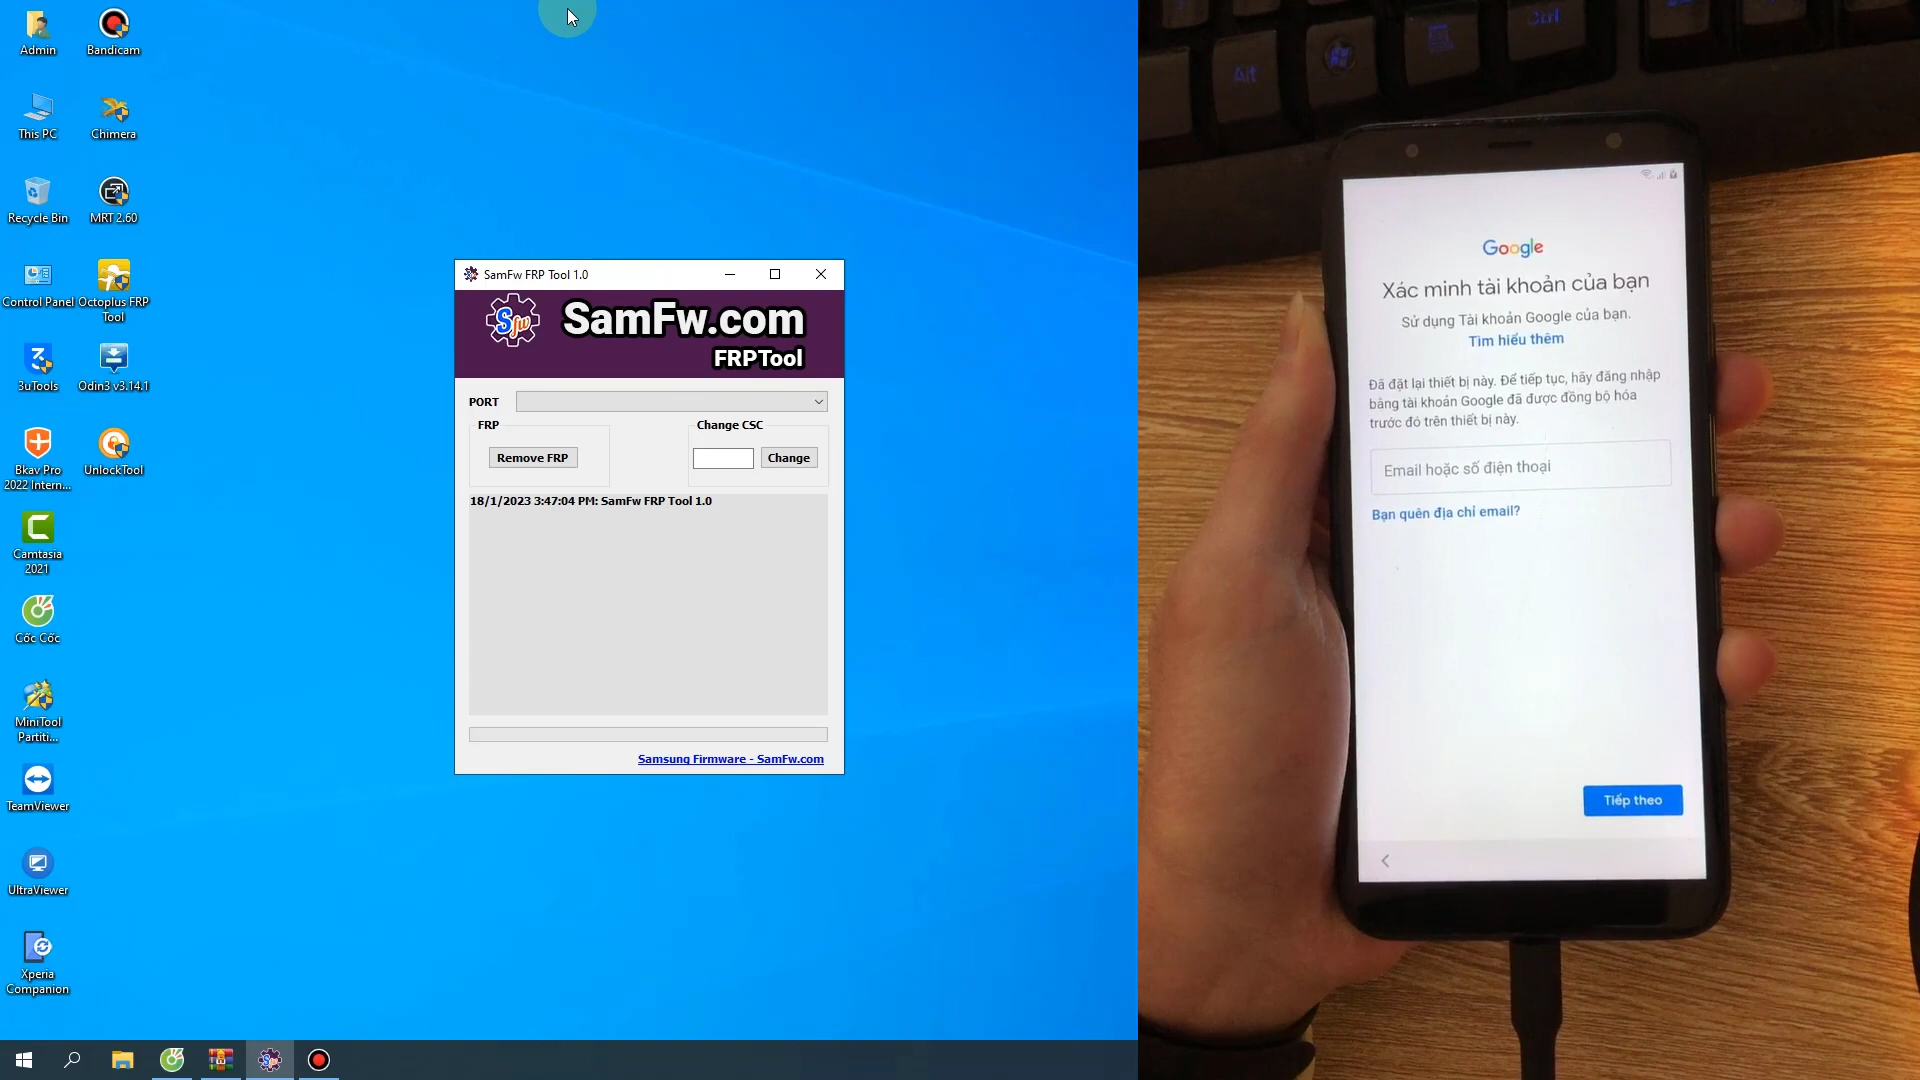 Admin
Bandicam
This PC
Chimera
Recycle Bin
MRT 2.60
Control Panel
Octoplus FRP
Tool
3uTools
Odin3 v3.14.1
Bkav Pro
2022 Intern...
UnlockTool
Camtasia
2021
Cốc Cốc
MiniTool
Partiti...
TeamViewer
UltraViewer
Xperia
Companion
SamFw FRP Tool 1.0
Sfw
SamFw.com
FRPTool
PORT
FRP
Remove FRP
Change CSC
Change
18/1/2023 3:47:04 PM: SamFw FRP Tool 1.0
Samsung Firmware - SamFw.com
Alt
Ctrl
Google
Xác minh tài khoản của bạn
Sử dụng Tài khoản Google của bạn.
Tìm hiểu thêm
Đã đặt lại thiết bị này. Để tiếp tục, hãy đăng nhập
bằng tài khoản Google đã được đồng bộ hóa
trước đó trên thiết bị này.
Email hoặc số điện thoại
Bạn quên địa chỉ email?
Tiếp theo